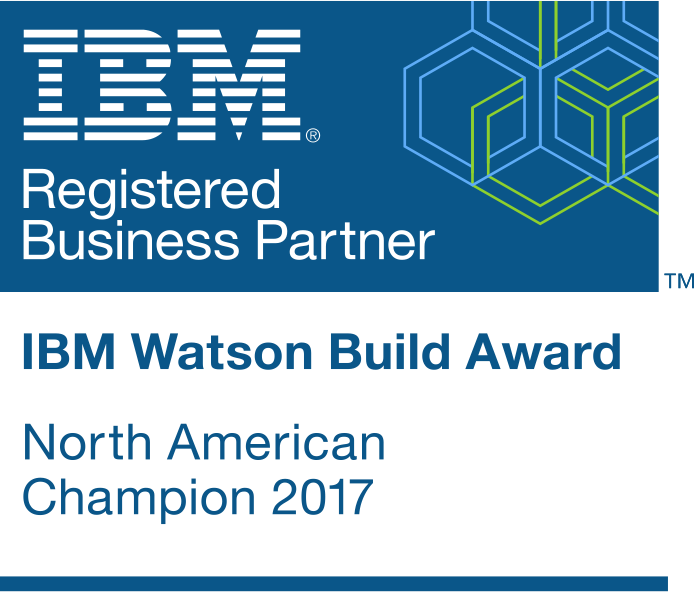 IBM®
Registered
Business Partner
TM
IBM Watson Build Award
North American
Champion 2017